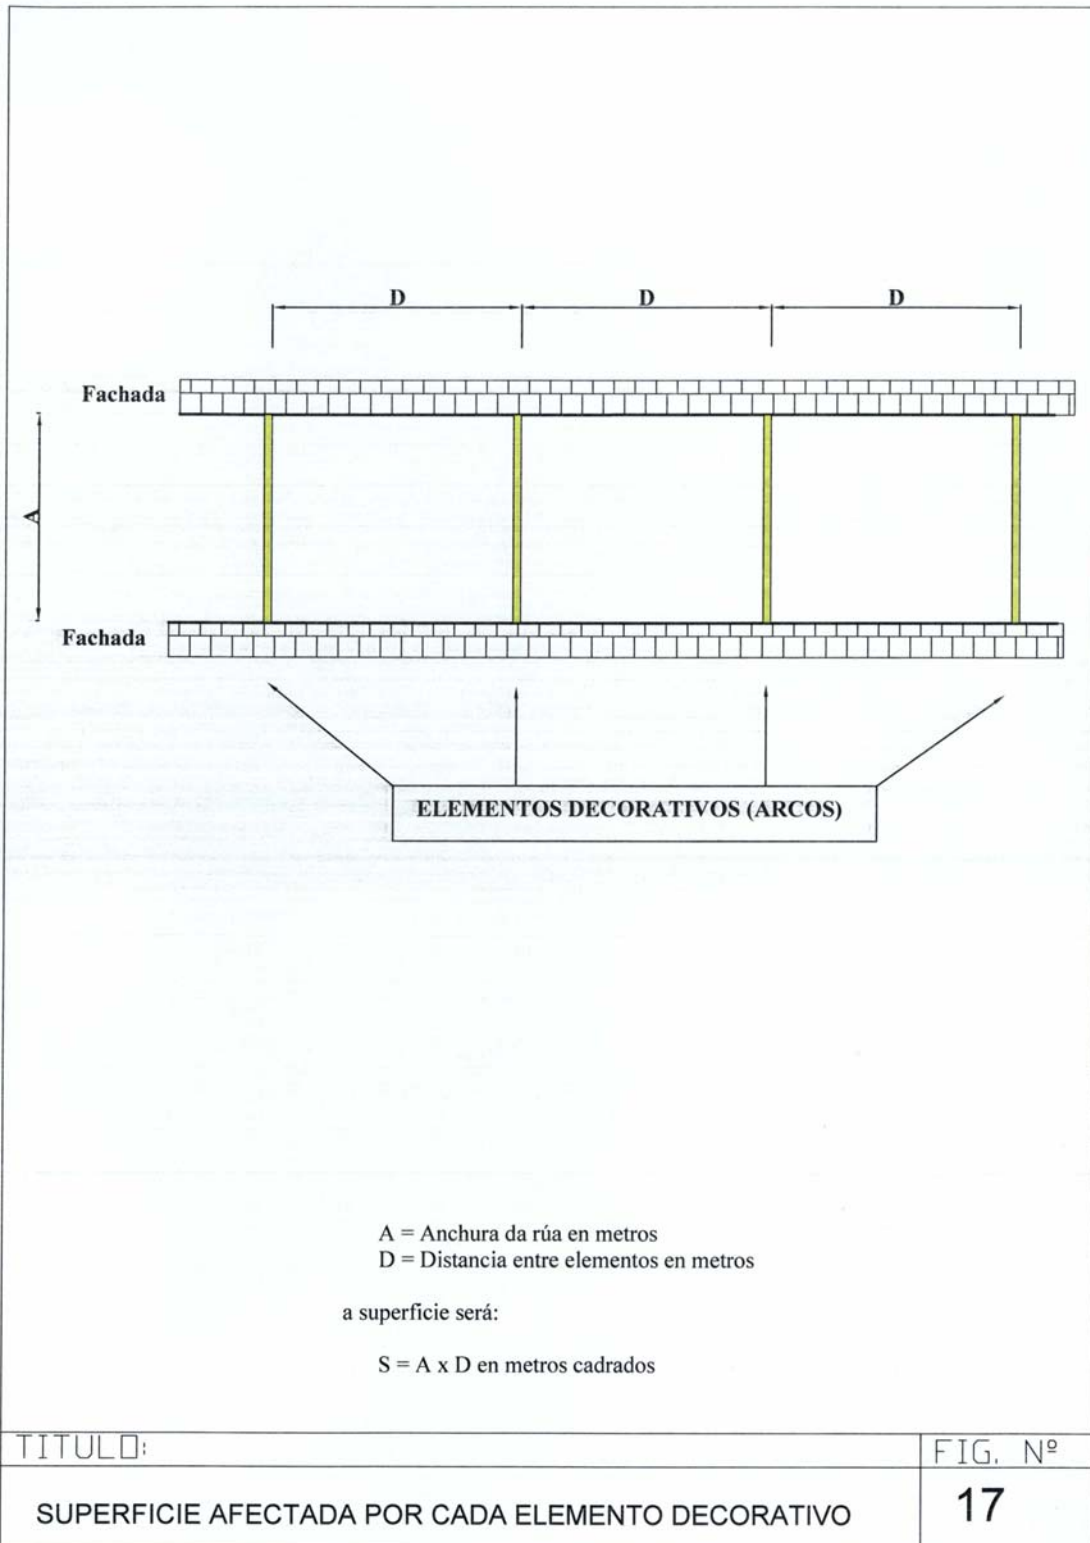 D D D
Fachada
A
Fachada
ELEMENTOS DECORATIVOS (ARCOS)
A = Anchura da rúa en metros
D = Distancia entre elementos en metros
a superficie será:
S = A x D en metros cadrados
TITULO:
FIG. Nº
SUPERFICIE AFECTADA POR CADA ELEMENTO DECORATIVO
17